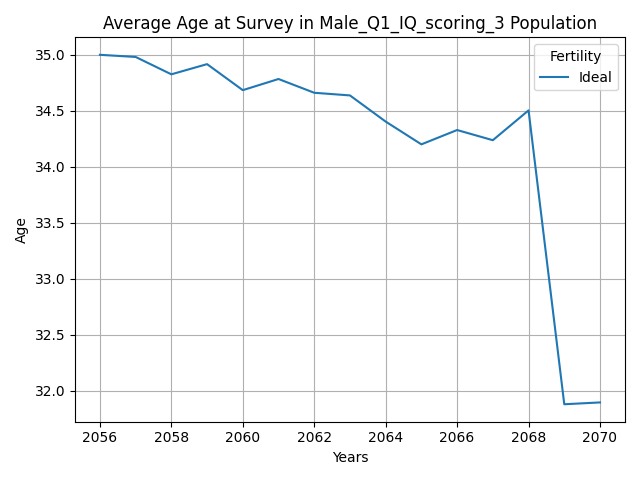 Average Age at Survey in Male_Q1_IQ_scoring_3 Population
Fertility
Ideal
35.0
34.5
34.0
33.5
33.0
32.5
32.0
Age
2056 2058 2060 2062 2064 2066 2068 2070
Years